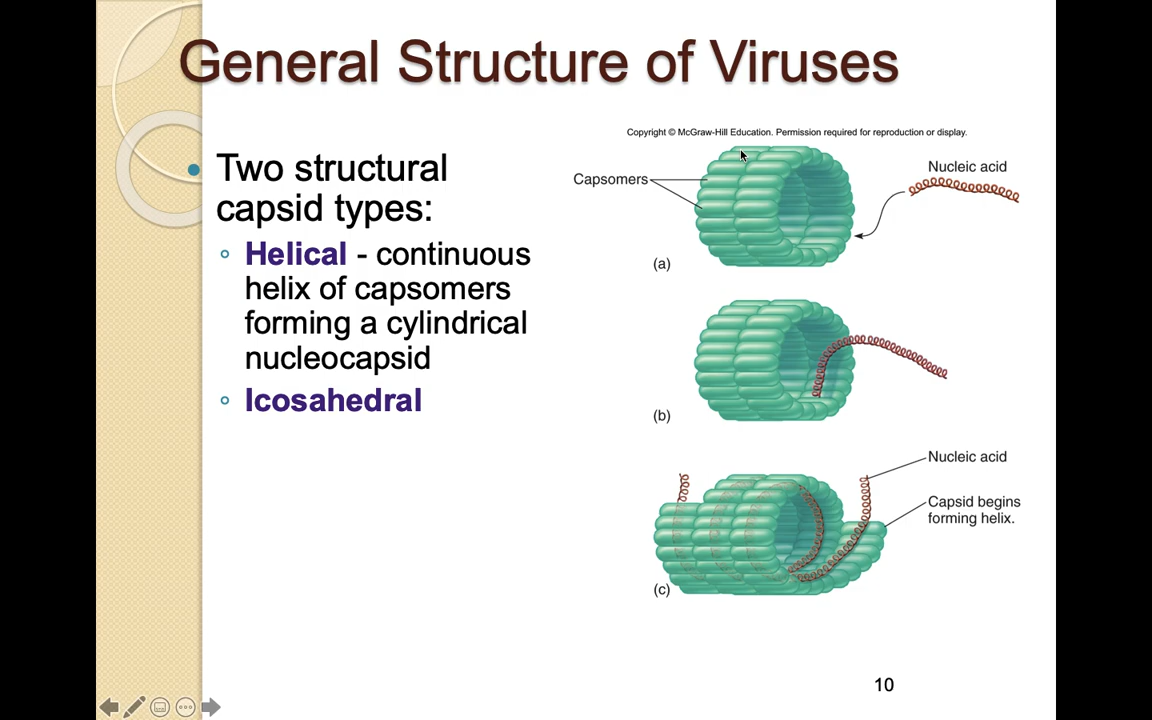 General Structure of Viruses
Two structural
capsid types:
Helical - continuous
helix of capsomers
forming a cylindrical
nucleocapsid
Icosahedral
Copyright © McGraw-Hill Education. Permission required for reproduction or display.
Capsomers
Nucleic acid
(a)
(b)
Nucleic acid
Capsid begins
forming helix.
(c)
10